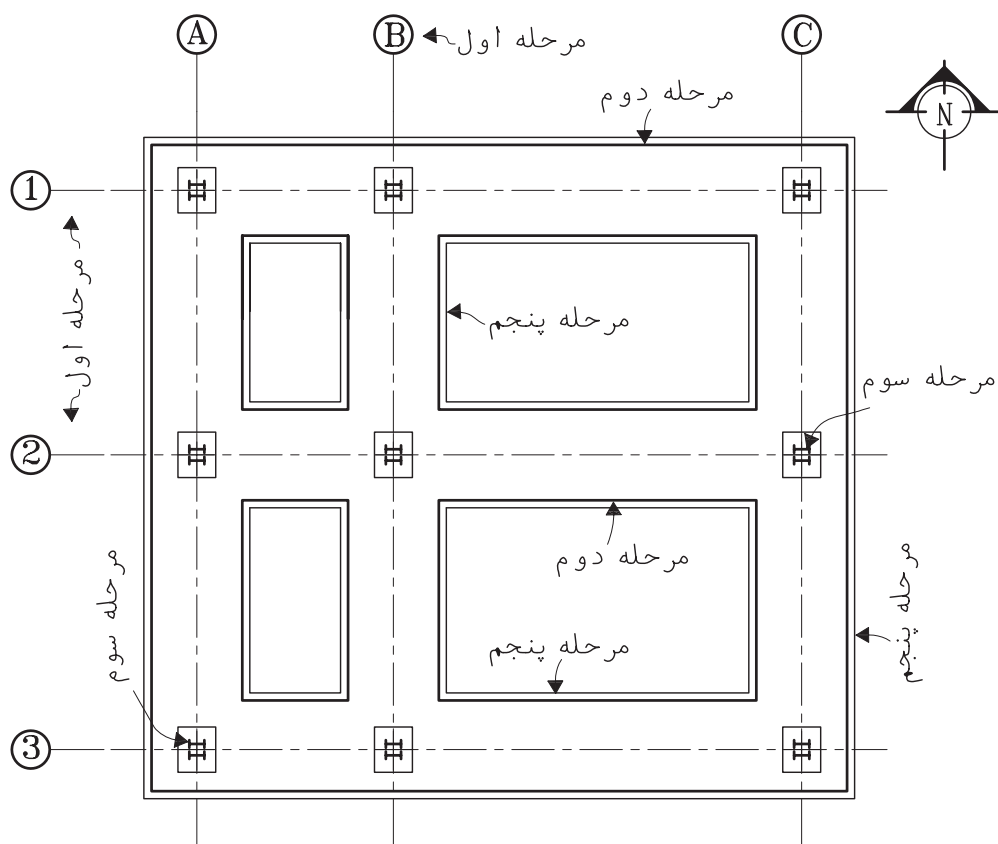 A
B
C
مرحله اول
مرحله دوم
N
1
مرحله اول
مرحله پنجم
مرحله سوم
2
مرحله دوم
مرحله سوم
مرحله پنجم
مرحله پنجم
3